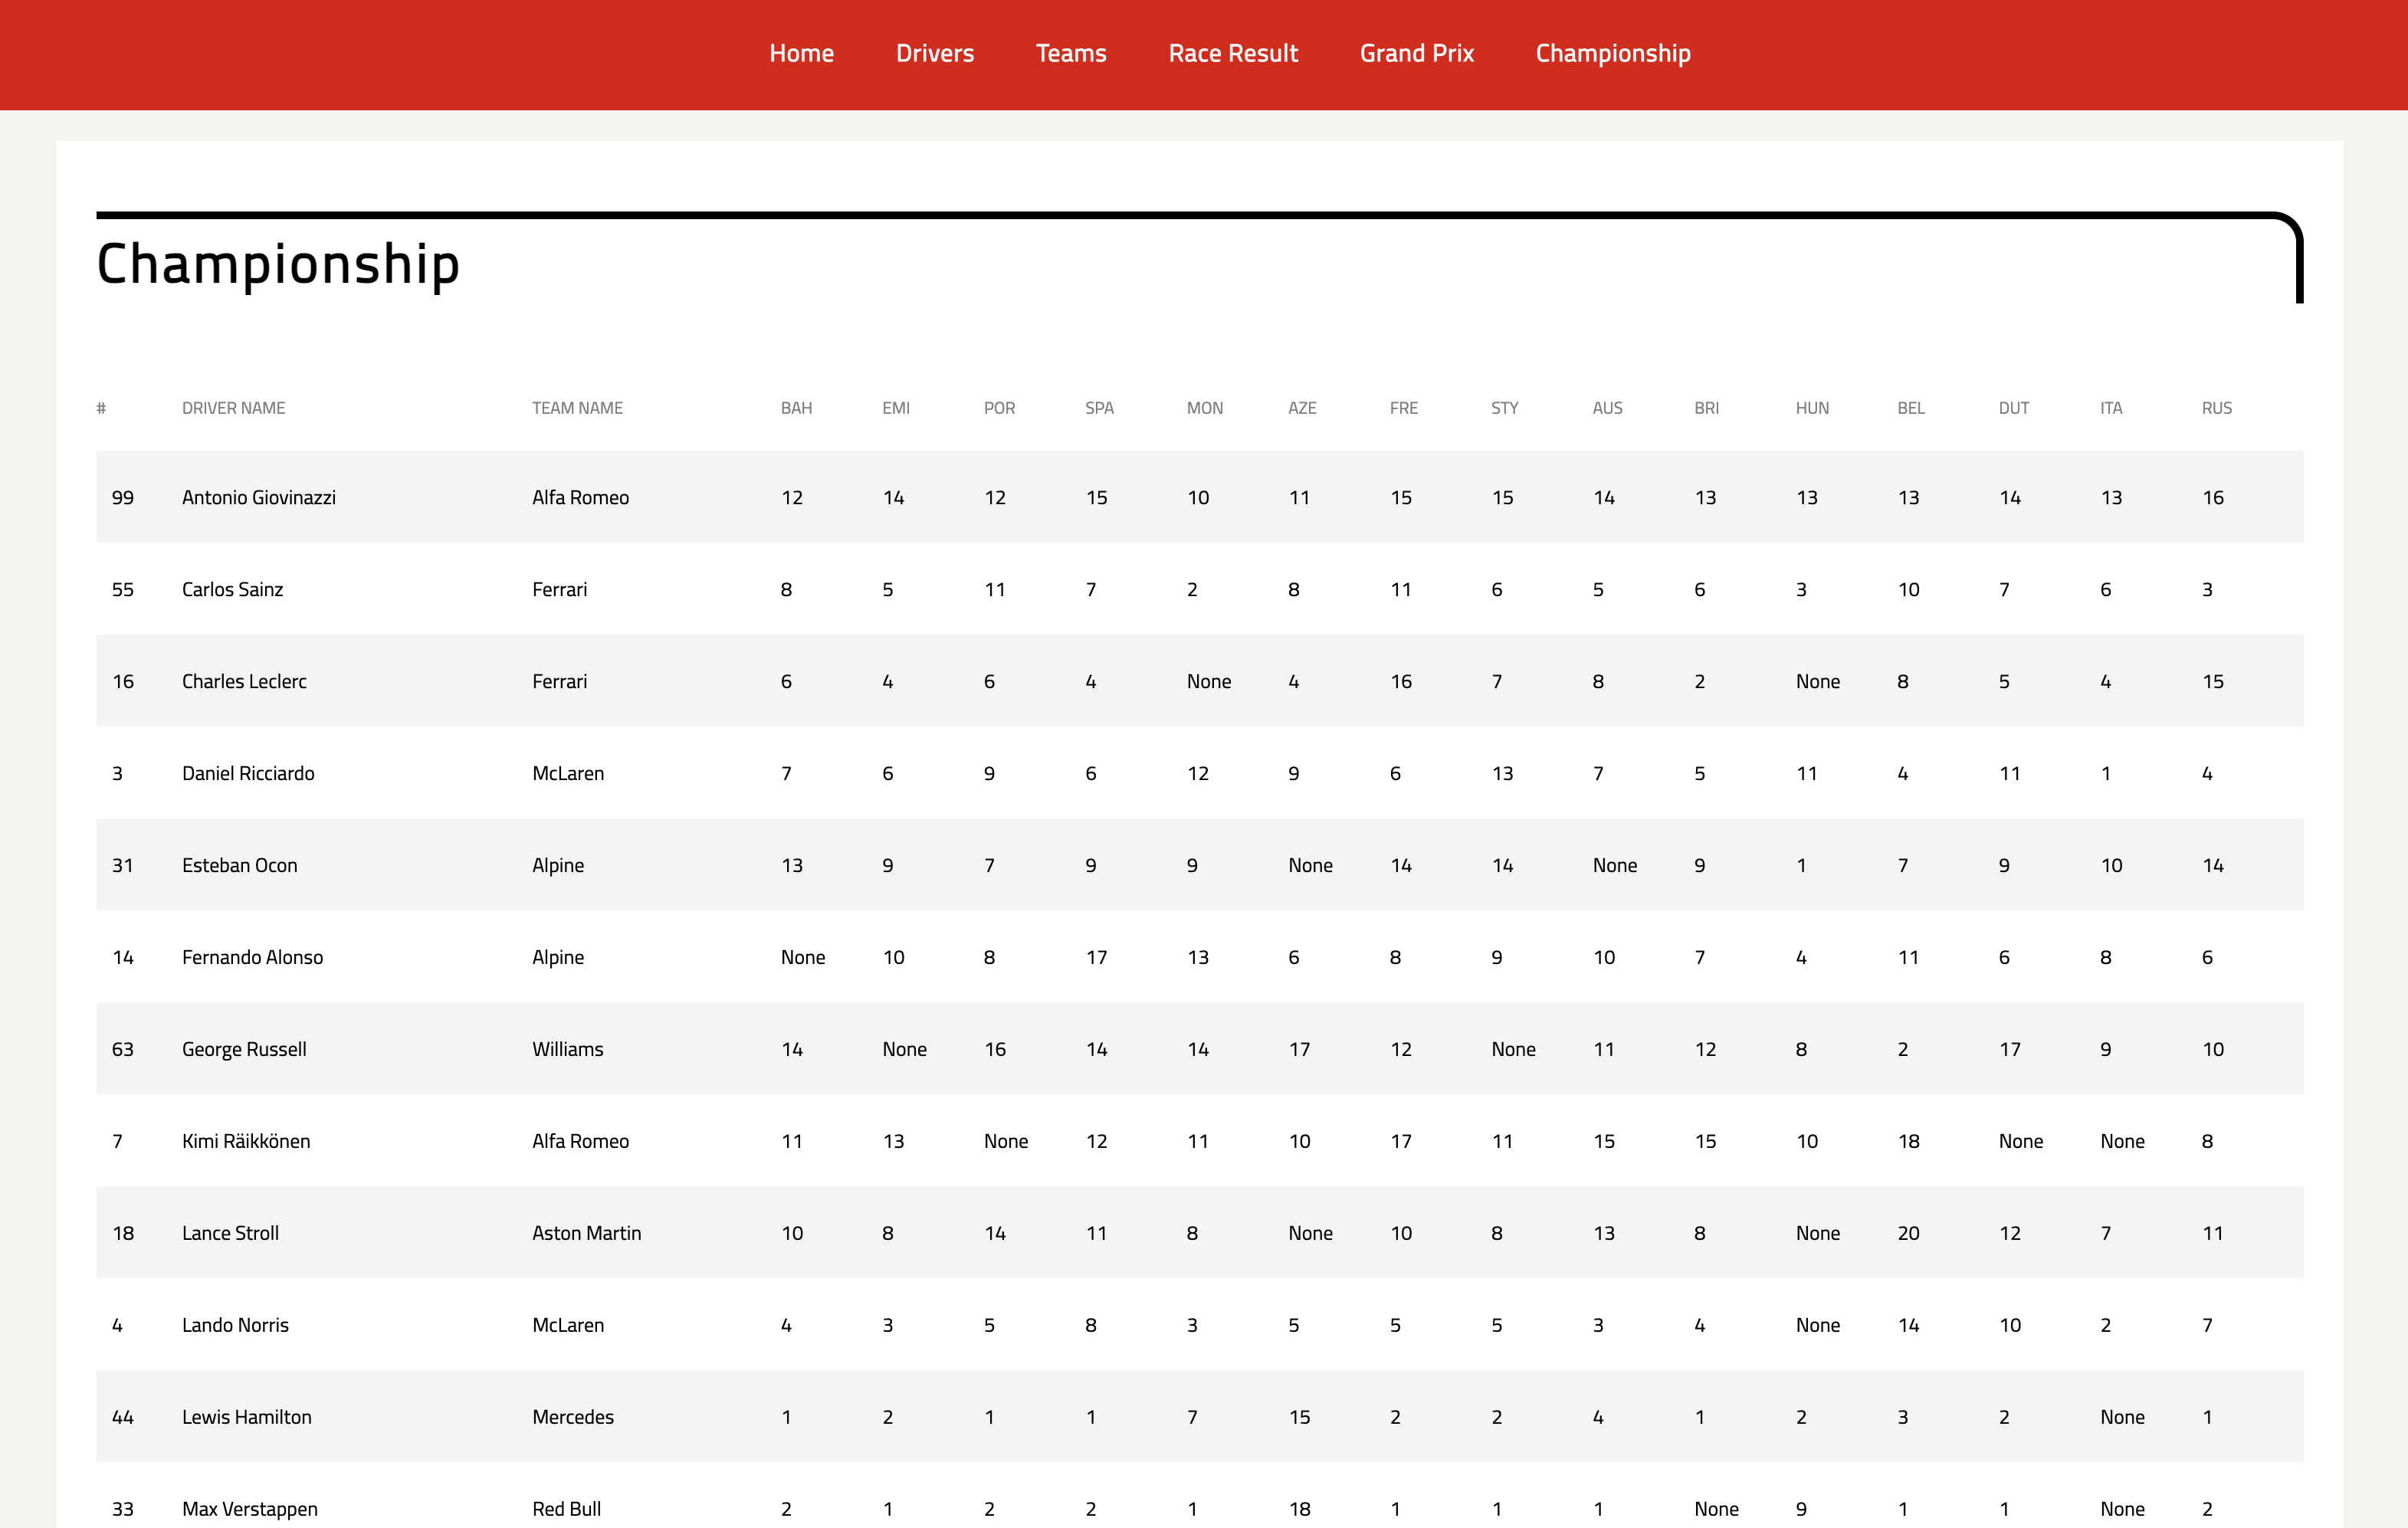 Home Drivers Teams Race Result Grand Prix Championship
Championship
# DRIVER NAME TEAM NAME BAH EMI POR SPA MON AZE FRE STY AUS BRI HUN BEL DUT ITA RUS
99 Antonio Giovinazzi Alfa Romeo 12 14 12 15 10 11 15 15 14 13 13 13 14 13 16
55 Carlos Sainz Ferrari 8 5 11 7 2 8 11 6 5 6 3 10 7 6 3
16 Charles Leclerc Ferrari 6 4 6 4 None 4 16 7 8 2 None 8 5 4 15
3 Daniel Ricciardo McLaren 7 6 9 6 12 9 6 13 7 5 11 4 11 1 4
31 Esteban Ocon Alpine 13 9 7 9 9 None 14 14 None 9 1 7 9 10 14
14 Fernando Alonso Alpine None 10 8 17 13 6 8 9 10 7 4 11 6 8 6
63 George Russell Williams 14 None 16 14 14 17 12 None 11 12 8 2 17 9 10
7 Kimi Räikkönen Alfa Romeo 11 13 None 12 11 10 17 11 15 15 10 18 None None 8
18 Lance Stroll Aston Martin 10 8 14 11 8 None 10 8 13 8 None 20 12 7 11
4 Lando Norris McLaren 4 3 5 8 3 5 5 5 3 4 None 14 10 2 7
44 Lewis Hamilton Mercedes 1 2 1 1 7 15 2 2 4 1 2 3 2 None 1
33 Max Verstappen Red Bull 2 1 2 2 1 18 1 1 1 None 9 1 1 None 2